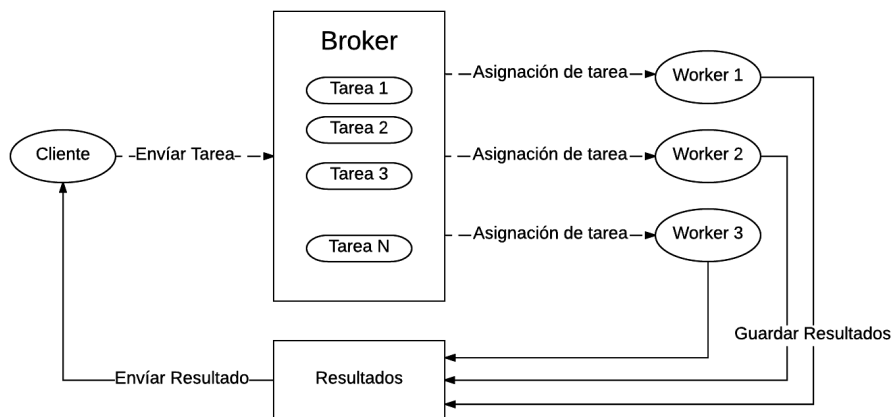 Broker
Tarea 1
Tarea 2
Tarea 3
Tarea N
Cliente
Envíar Tarea
Asignación de tarea
Worker 1
Asignación de tarea
Worker 2
Asignación de tarea
Worker 3
Guardar Resultados
Resultados
Envíar Resultado